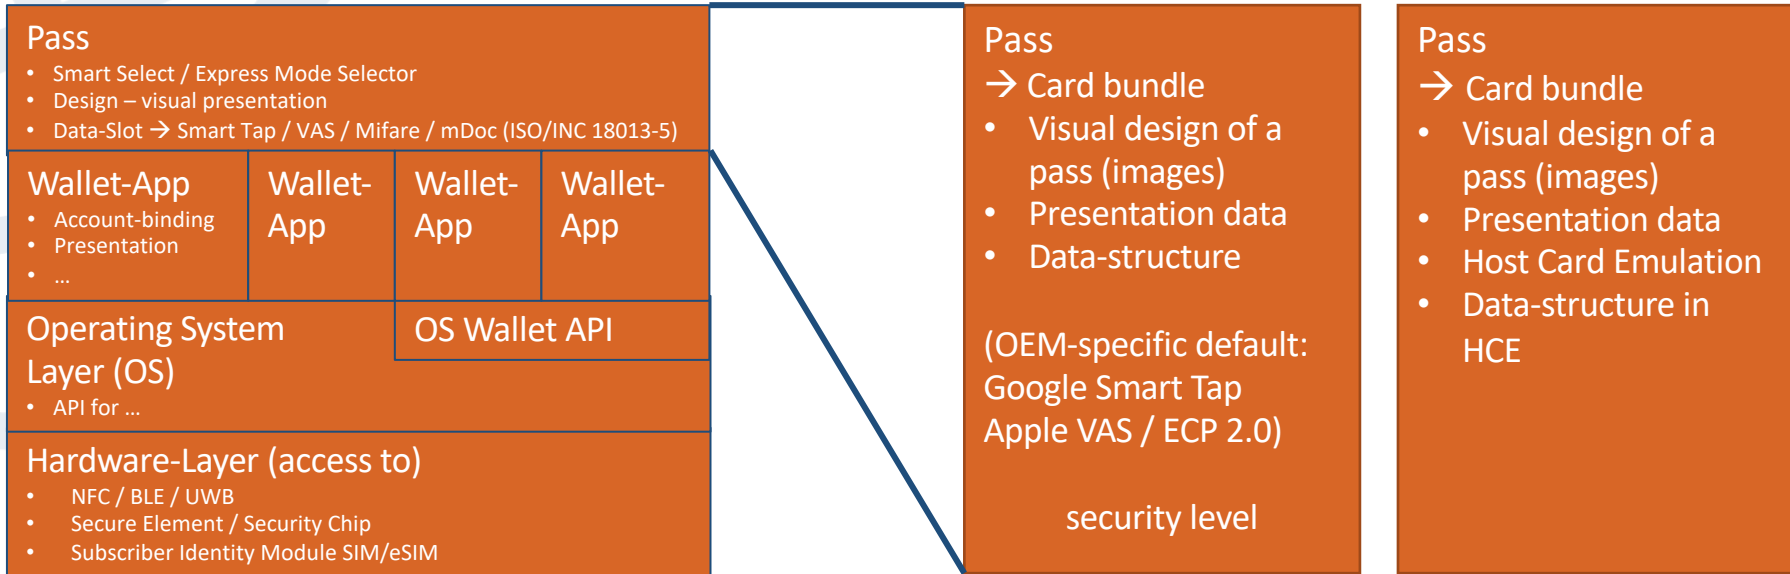 Pass
• Smart Select / Express Mode Selector
• Design – visual presentation
• Data-Slot → Smart Tap / VAS / Mifare / mDoc (ISO/INC 18013-5)
Wallet-App
• Account-binding
• Presentation
• ...
Wallet-
App
Wallet-
App
Wallet-
App
Operating System
Layer (OS)
• API for ...
OS Wallet API
Hardware-Layer (access to)
• NFC / BLE / UWB
• Secure Element / Security Chip
• Subscriber Identity Module SIM/eSIM
Pass
→ Card bundle
• Visual design of a
pass (images)
• Presentation data
• Data-structure
(OEM-specific default:
Google Smart Tap
Apple VAS / ECP 2.0)
security level
Pass
→ Card bundle
• Visual design of a
pass (images)
• Presentation data
• Host Card Emulation
• Data-structure in
HCE